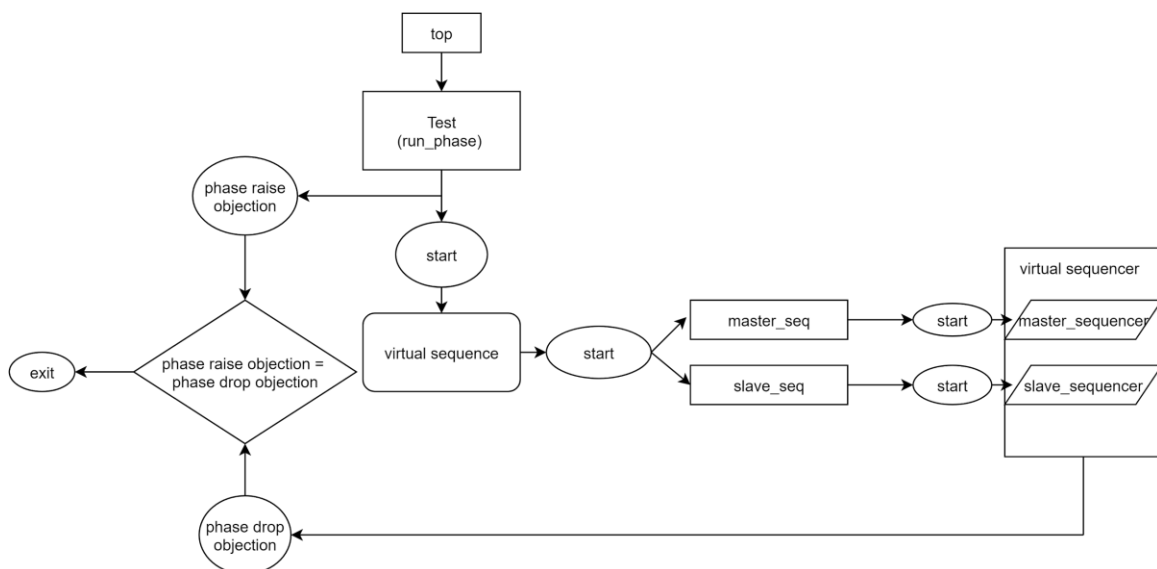 top
Test
(run_phase)
phase raise
objection
start
virtual sequencer
master_seq
start
master_sequencer
phase raise objection =
phase drop objection
exit
virtual sequence
start
slave_seq
start
slave_sequencer
phase drop
objection